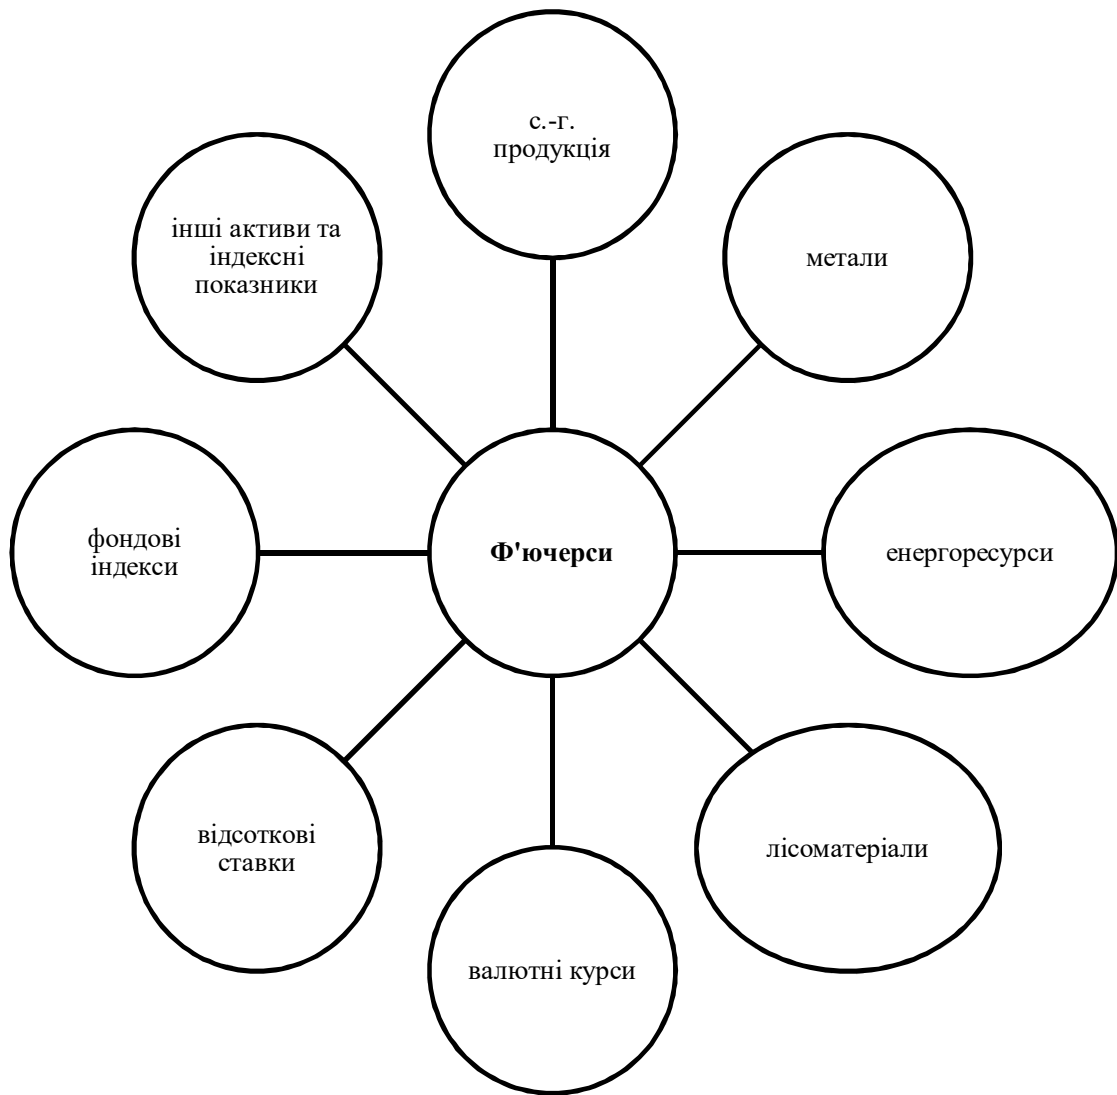 с.-г.
продукція
інші активи та
індексні
показники
метали
фондові
індекси
Ф'ючерси
енергоресурси
відсоткові
ставки
лісоматеріали
валютні курси